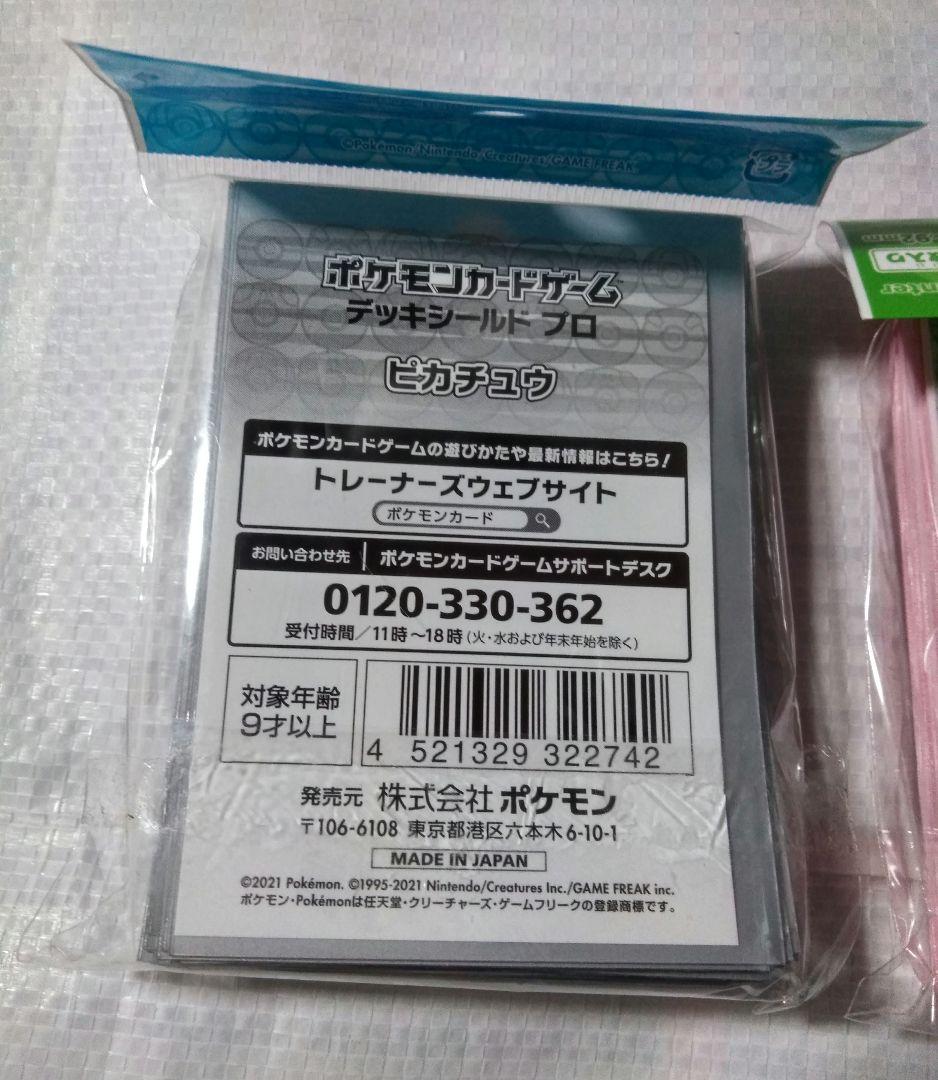 ©Pokémon/Nintendo/Creatures/GAME FREAK
プラ
ポケモンカードゲーム
デッキシールド プロ
ピカチュウ
ポケモンカードゲームの遊びかたや最新情報はこちら!
トレーナーズウェブサイト
ポケモンカード
お問い合わせ先 ポケモンカードゲームサポートデスク
0120-330-362
受付時間/11時~18時(火・水および年末年始を除く)
対象年齢
9才以上
4 521329 322742
発売元 株式会社ポケモン
〒106-6108 東京都港区六本木6-10-1
MADE IN JAPAN
©2021 Pokémon. ©1995-2021 Nintendo/Creatures Inc./GAME FREAK inc.
ポケモン・Pokémonは任天堂・クリーチャーズ・ゲームフリークの登録商標です。